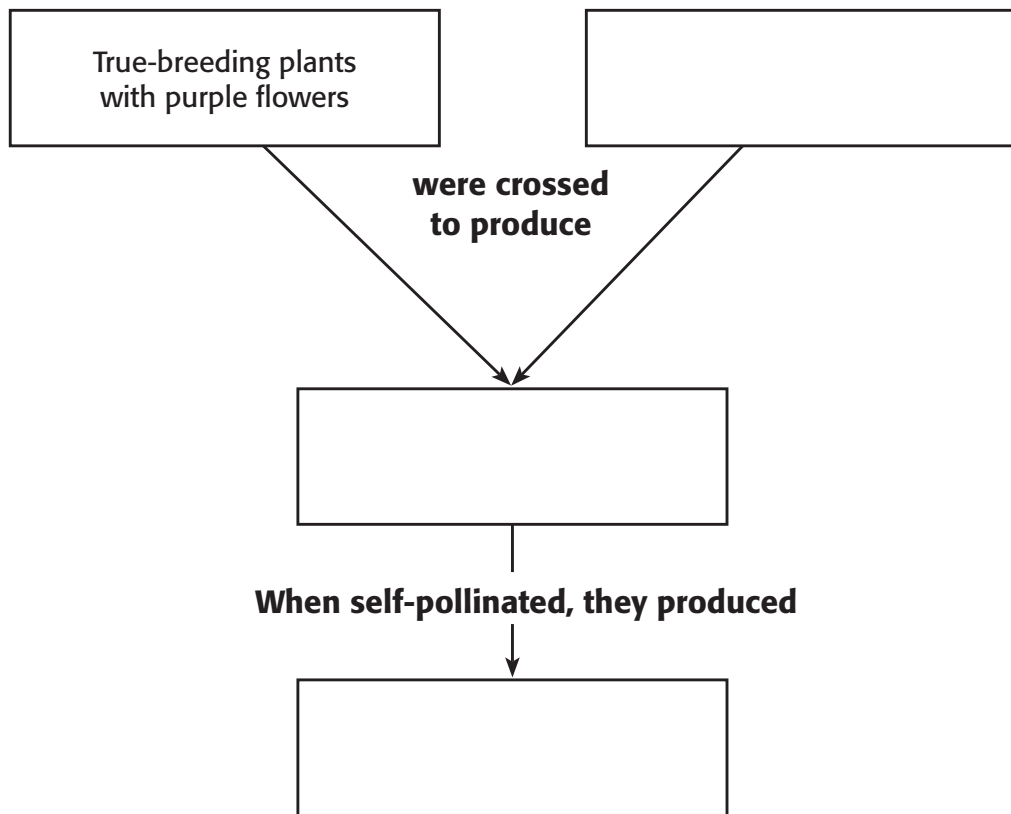 True-breeding plants
with purple flowers
were crossed
to produce
When self-pollinated, they produced